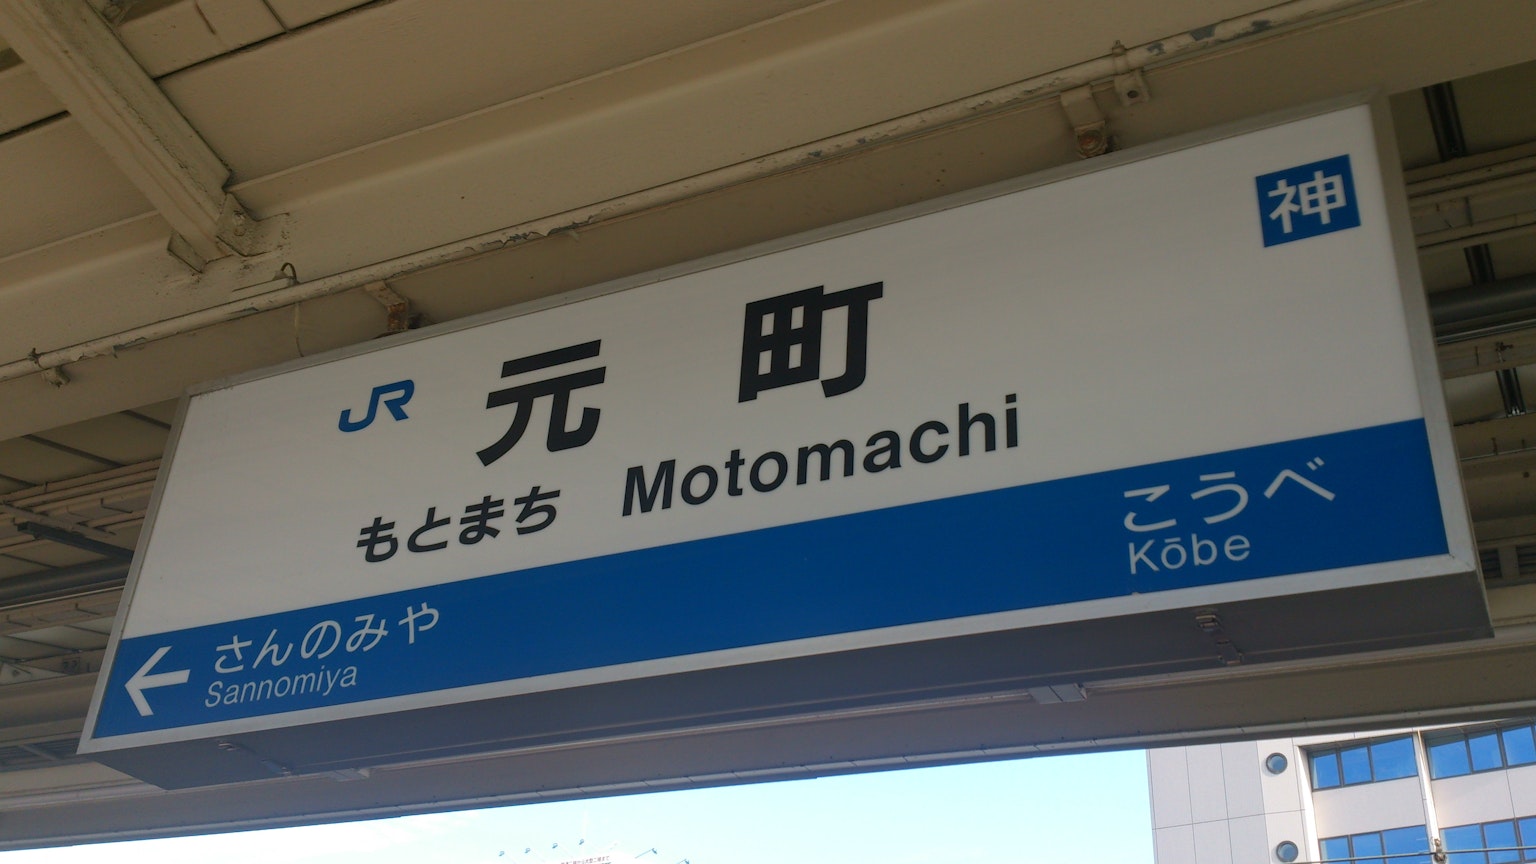 神
JR 元町
もとまち Motomachi
こうべ
Kōbe
← さんのみや
Sannomiya